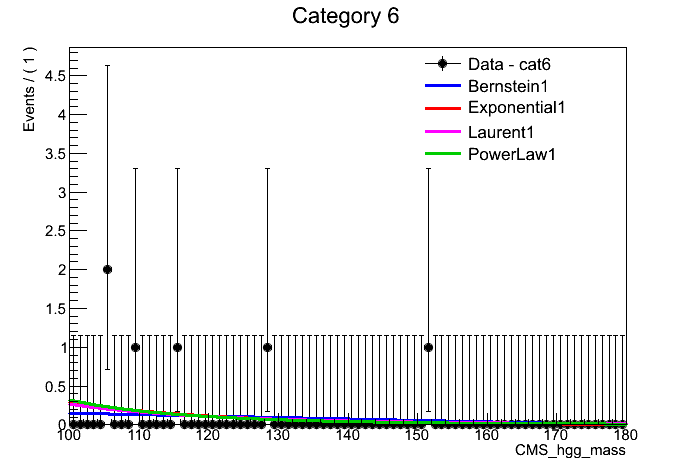 Category 6
Events / ( 1 )
Data - cat6
Bernstein1
Exponential1
Laurent1
PowerLaw1
4.5
4
3.5
3
2.5
2
1.5
1
0.5
0
100 110 120 130 140 150 160 170 180
CMS_hgg_mass